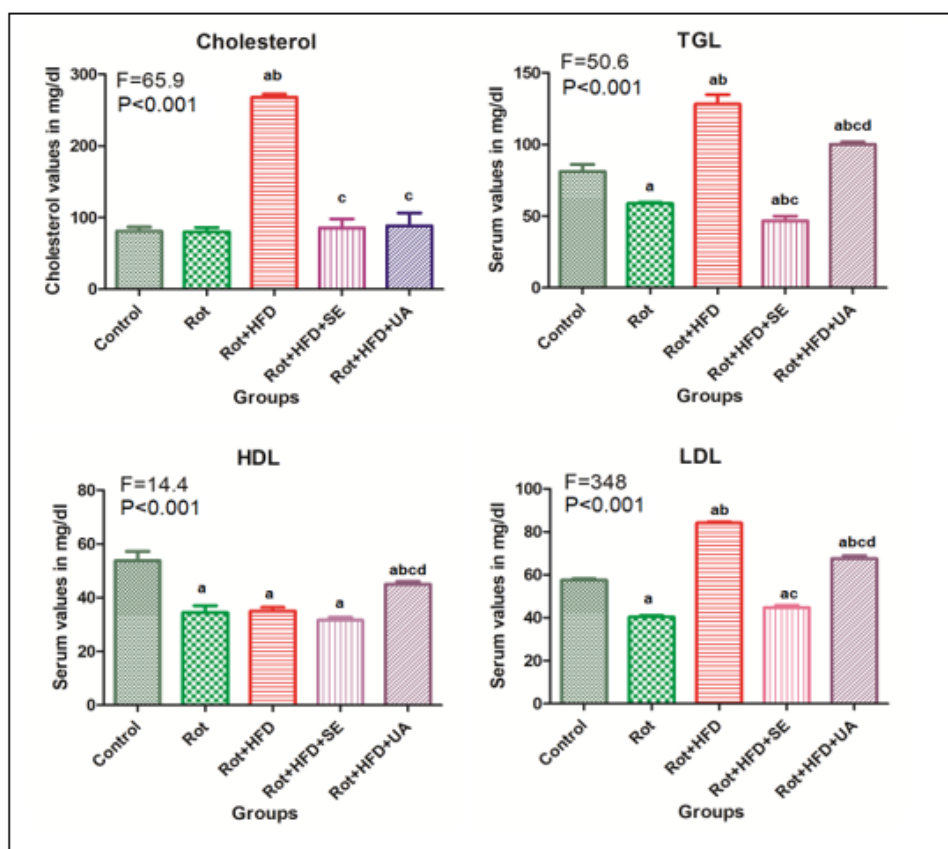 Cholesterol
F=65.9
P<0.001
Cholesterol values in mg/dl
300
200
100
0
ab
c
c
Control
Rot
Rot+HFD
Rot+HFD+SE
Rot+HFD+UA
Groups
TGL
F=50.6
P<0.001
Serum values in mg/dl
150
100
50
0
a
ab
abc
abcd
Control
Rot
Rot+HFD
Rot+HFD+SE
Rot+HFD+UA
Groups
HDL
F=14.4
P<0.001
Serum values in mg/dl
80
60
40
20
0
a
a
a
abcd
Control
Rot
Rot+HFD
Rot+HFD+SE
Rot+HFD+UA
Groups
LDL
F=348
P<0.001
Serum values in mg/dl
100
80
60
40
20
0
a
ab
ac
abcd
Control
Rot
Rot+HFD
Rot+HFD+SE
Rot+HFD+UA
Groups